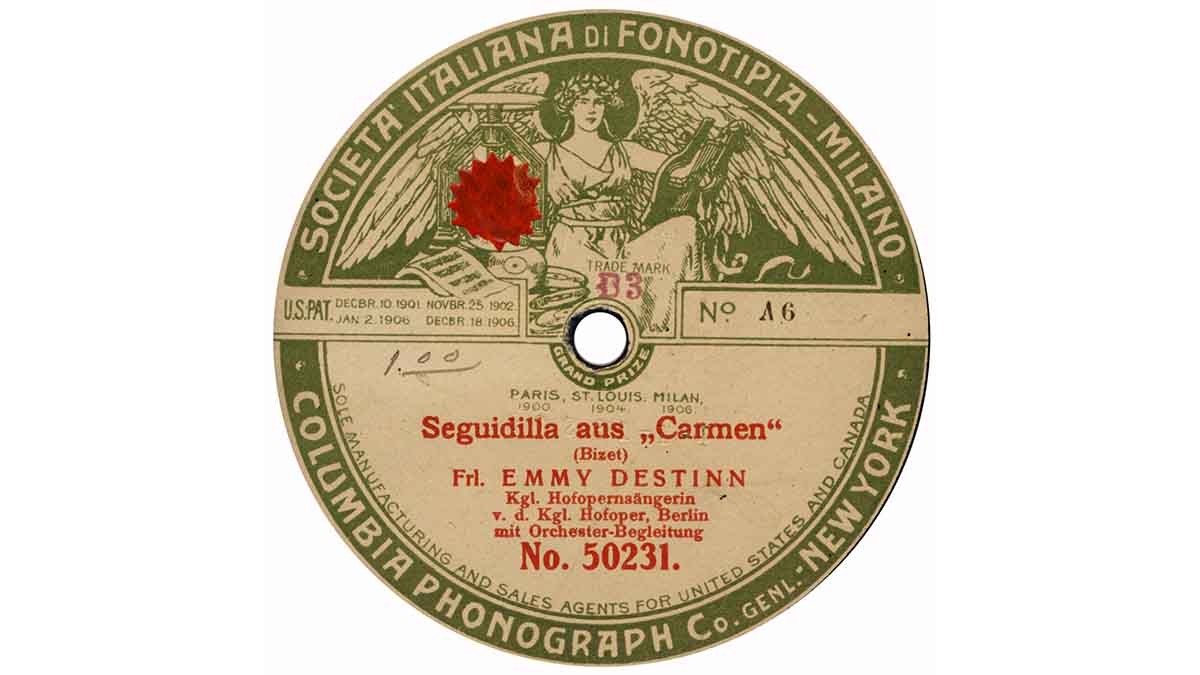 SOCIETA' ITALIANA DI FONOTIPIA - MILANO
TRADE MARK
D3
U.S.PAT. DECBR.10.1901. NOVBR.25.1902.
JAN 2.1906 DECBR.18.1906.
No A6
GRAND PRIZE
1.00
PARIS, ST. LOUIS. MILAN,
1900. 1904. 1906.
Seguidilla aus „Carmen“
(Bizet)
Frl. EMMY DESTINN
Kgl. Hofopernsängerin
v. d. Kgl. Hofoper, Berlin
mit Orchester-Begleitung
No. 50231.
SOLE MANUFACTURING AND SALES AGENTS FOR UNITED STATES AND CANADA
COLUMBIA PHONOGRAPH Co. GENL.-NEW YORK